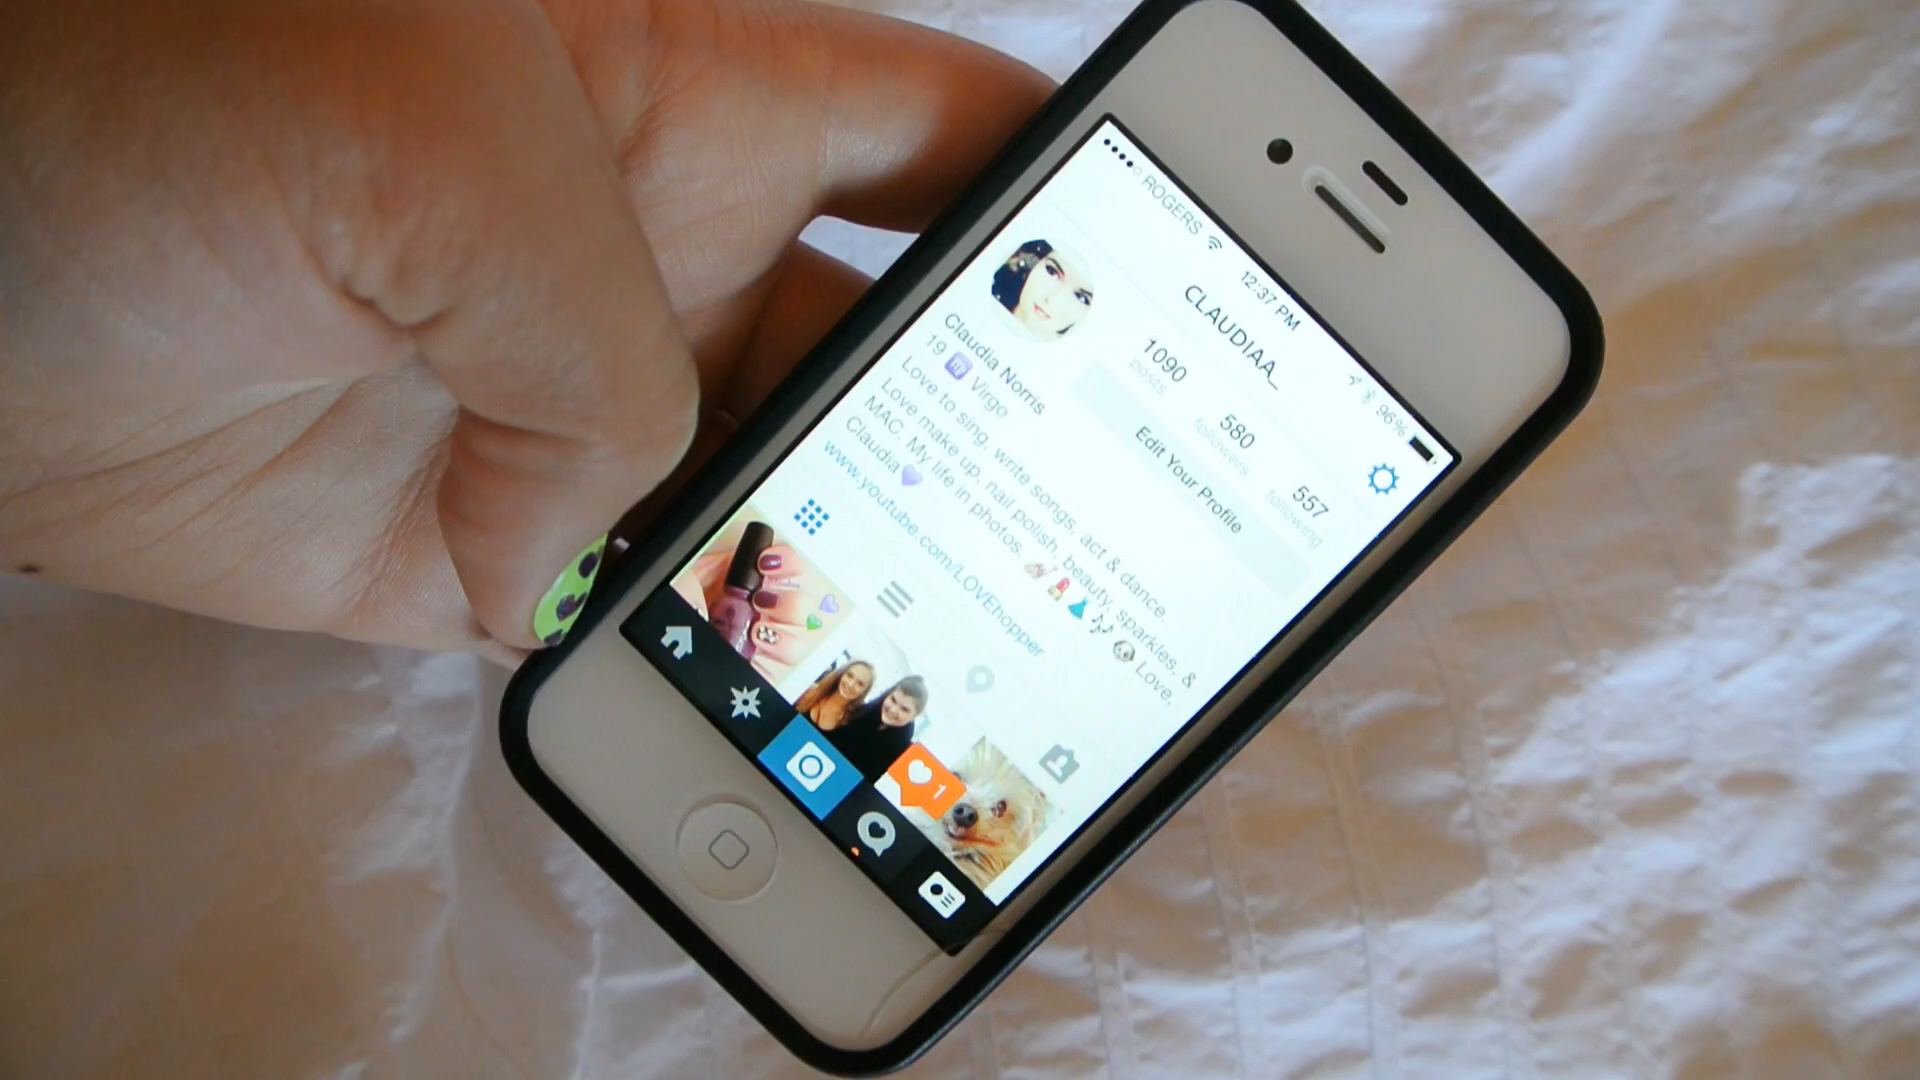 ROGERS 12:37 PM 96%
CLAUDIAA_
1090 580 557
posts followers following
Edit Your Profile
Claudia Norris
19 ♍ Virgo
Love to sing, write songs, act & dance.
Love make up, nail polish, beauty, sparkles, &
MAC. My life in photos. 💅💄👗🎶🐶 Love,
Claudia💜
www.youtube.com/LOVEhopper
1